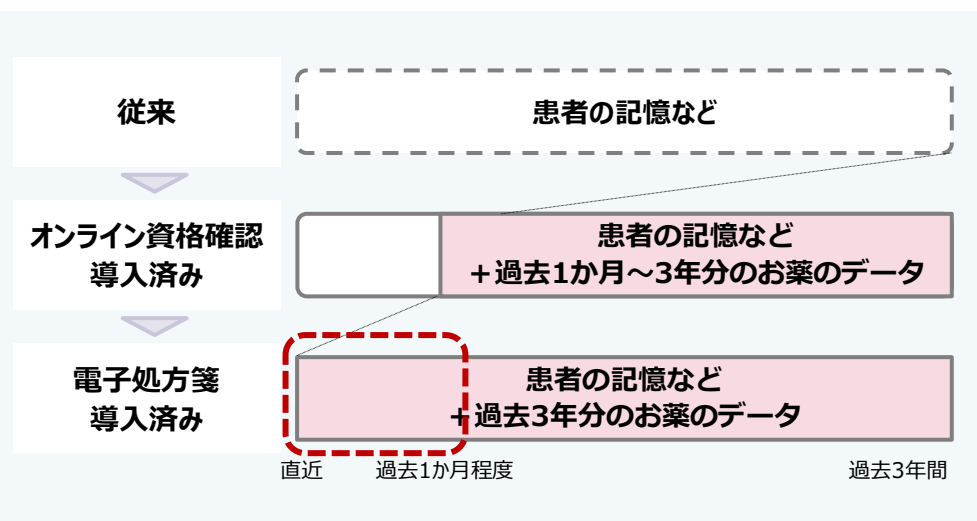 従来
患者の記憶など
オンライン資格確認
導入済み
患者の記憶など
＋過去1か月～3年分のお薬のデータ
電子処方箋
導入済み
患者の記憶など
＋過去3年分のお薬のデータ
直近
過去1か月程度
過去3年間